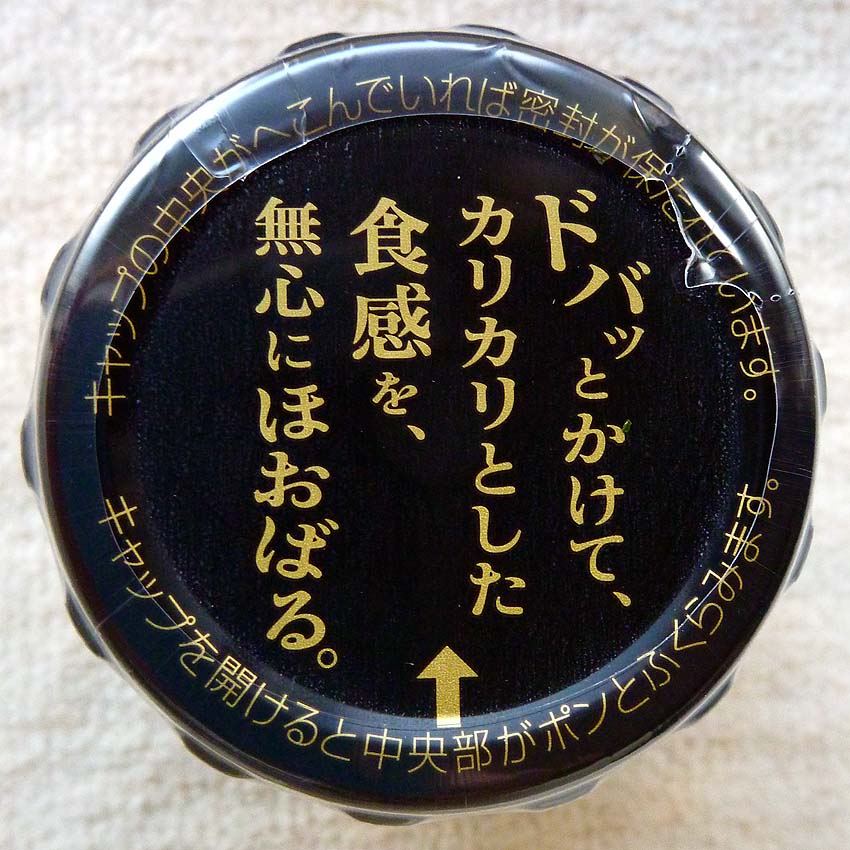 キャップの中央がへこんでいれば密封が保たれています。
ドバッとかけて、
カリカリとした
食感を、
無心にほおばる。
キャップを開けると中央部がポンとふくらみます。